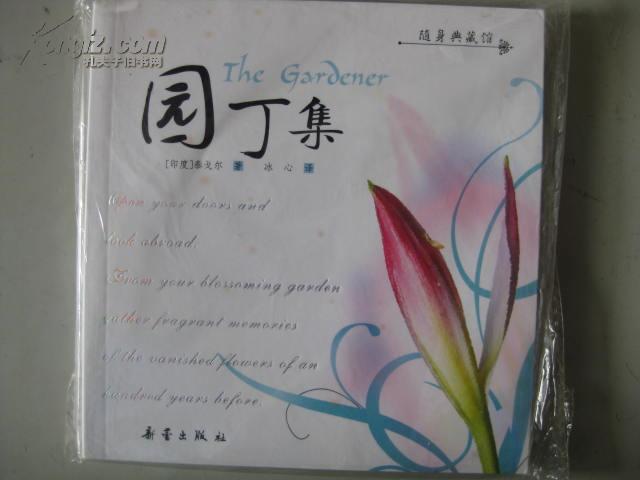 Kongfz.com
孔夫子旧书网
随身典藏馆
The Gardener
园丁集
[印度]泰戈尔 著 冰心 译
Open your doors and
look abroad.
From your blossoming garden
gather fragrant memories
of the vanished flowers of an
hundred years before.
新蕾出版社